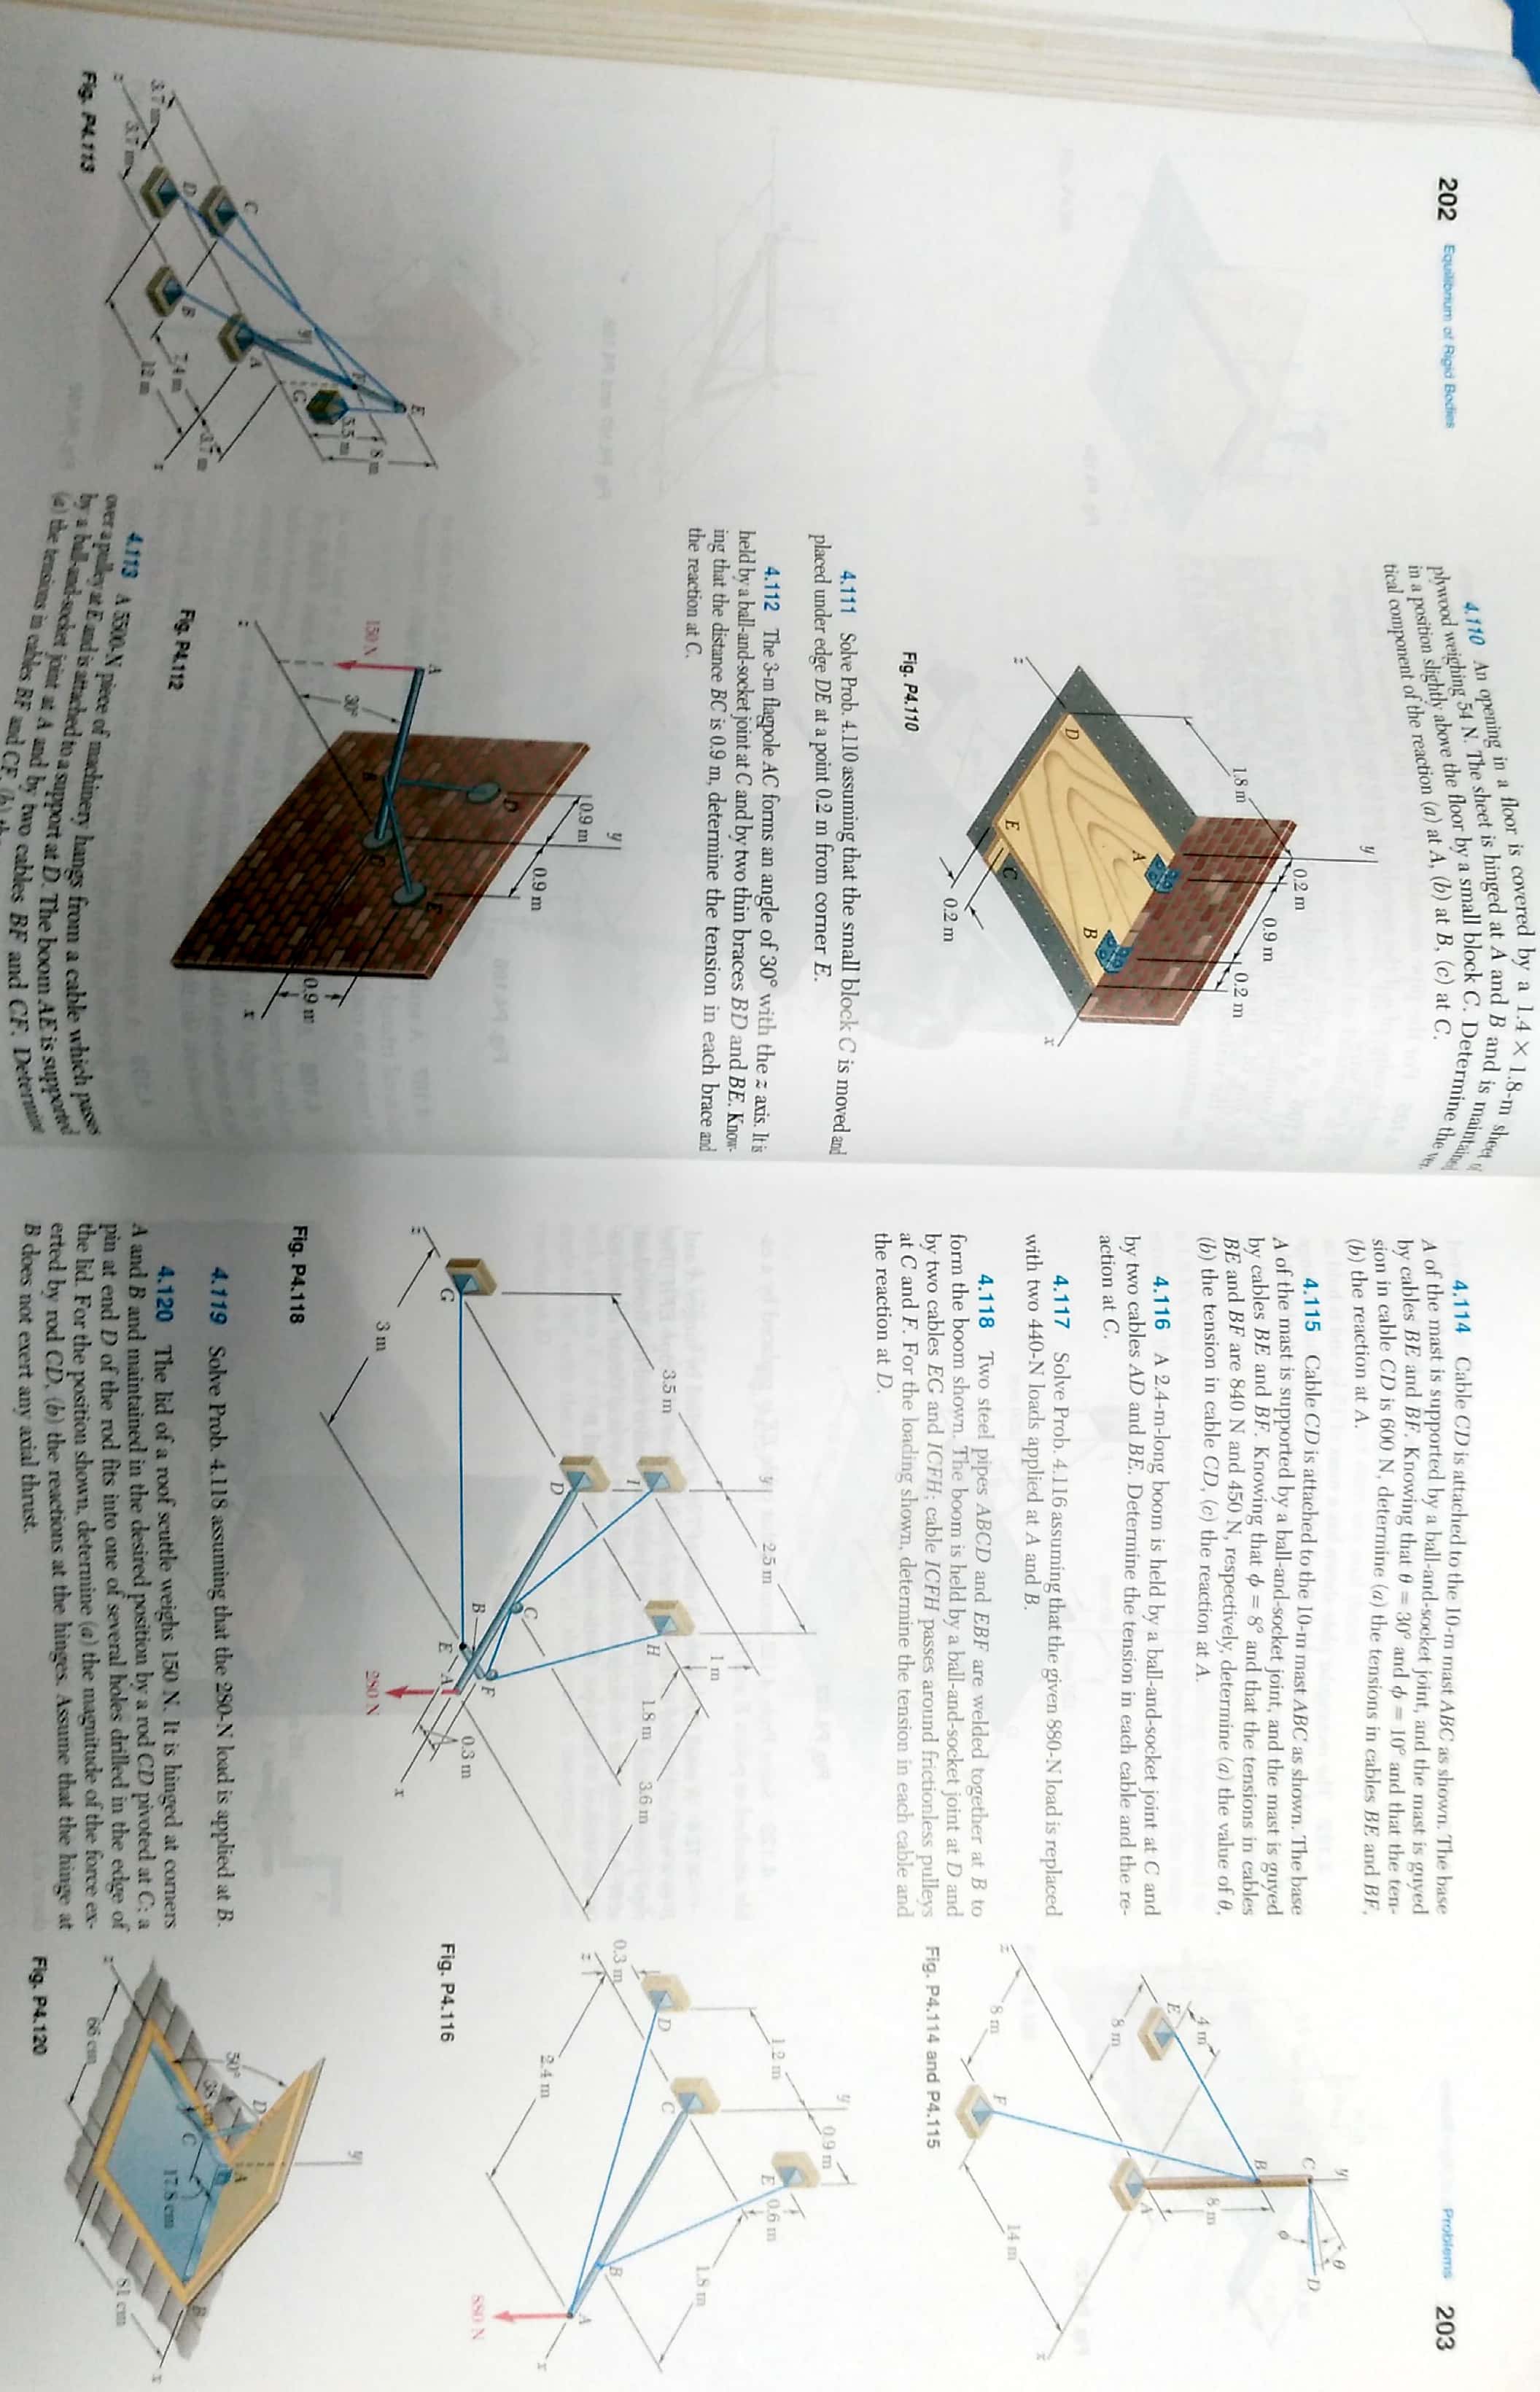 202 Equilibrium of Rigid Bodies
4.110 An opening in a floor is covered by a 1.4 × 1.8-m sheet of
plywood weighing 54 N. The sheet is hinged at A and B and is maintained
in a position slightly above the floor by a small block C. Determine the ver-
tical component of the reaction (a) at A, (b) at B, (c) at C.
y
0.2 m
0.9 m
0.2 m
1.8 m
A
B
D
E
C
x
z
0.2 m
Fig. P4.110
4.111 Solve Prob. 4.110 assuming that the small block C is moved and
placed under edge DE at a point 0.2 m from corner E.
4.112 The 3-m flagpole AC forms an angle of 30° with the z axis. It is
held by a ball-and-socket joint at C and by two thin braces BD and BE. Know-
ing that the distance BC is 0.9 m, determine the tension in each brace and
the reaction at C.
y
0.9 m
0.9 m
D
E
A
B
C
30°
150 N
0.9 m
x
z
Fig. P4.112
4.113 A 5500-N piece of machinery hangs from a cable which passes
over a pulley at E and is attached to a support at D. The boom AE is supported
by a ball-and-socket joint at A and by two cables BF and CF. Determine
(a) the tensions in cables BF and CF, (b)
E
F
8 m
5.5 m
G
y
C
A
D
B
3.7 m
7.4 m
12 m
3.7 m
3.7 m
x
z
Fig. P4.113
Problems 203
4.114 Cable CD is attached to the 10-m mast ABC as shown. The base
A of the mast is supported by a ball-and-socket joint, and the mast is guyed
by cables BE and BF. Knowing that θ = 30° and φ = 10° and that the ten-
sion in cable CD is 600 N, determine (a) the tensions in cables BE and BF,
(b) the reaction at A.
4.115 Cable CD is attached to the 10-m mast ABC as shown. The base
A of the mast is supported by a ball-and-socket joint, and the mast is guyed
by cables BE and BF. Knowing that φ = 8° and that the tensions in cables
BE and BF are 840 N and 450 N, respectively, determine (a) the value of θ,
(b) the tension in cable CD, (c) the reaction at A.
4.116 A 2.4-m-long boom is held by a ball-and-socket joint at C and
by two cables AD and BE. Determine the tension in each cable and the re-
action at C.
4.117 Solve Prob. 4.116 assuming that the given 880-N load is replaced
with two 440-N loads applied at A and B.
4.118 Two steel pipes ABCD and EBF are welded together at B to
form the boom shown. The boom is held by a ball-and-socket joint at D and
by two cables EG and ICFH; cable ICFH passes around frictionless pulleys
at C and F. For the loading shown, determine the tension in each cable and
the reaction at D.
y
2.5 m
3.5 m
1 m
1.8 m
3.6 m
I
H
D
C
G
B
F
E
A
0.3 m
280 N
3 m
x
z
Fig. P4.118
4.119 Solve Prob. 4.118 assuming that the 280-N load is applied at B.
4.120 The lid of a roof scuttle weighs 150 N. It is hinged at corners
A and B and maintained in the desired position by a rod CD pivoted at C; a
pin at end D of the rod fits into one of several holes drilled in the edge of
the lid. For the position shown, determine (a) the magnitude of the force ex-
erted by rod CD, (b) the reactions at the hinges. Assume that the hinge at
B does not exert any axial thrust.
y
θ
C
D
φ
B
8 m
4 m
E
8 m
A
8 m
F
14 m
x
z
Fig. P4.114 and P4.115
y
0.9 m
1.2 m
E
0.6 m
1.8 m
0.3 m
D
C
B
A
2.4 m
880 N
x
z
Fig. P4.116
y
50°
D
38 cm
C
A
17.8 cm
B
66 cm
81 cm
x
z
Fig. P4.120